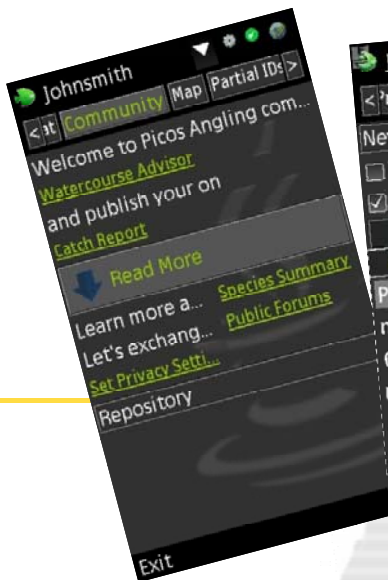 Johnsmith
< at Community Map Partial IDs >
Welcome to Picos Angling com...
Watercourse Advisor
and publish your on
Catch Report
Read More
Learn more a... Species Summary
Let's exchang... Public Forums
Set Privacy Setti...
Repository
Exit